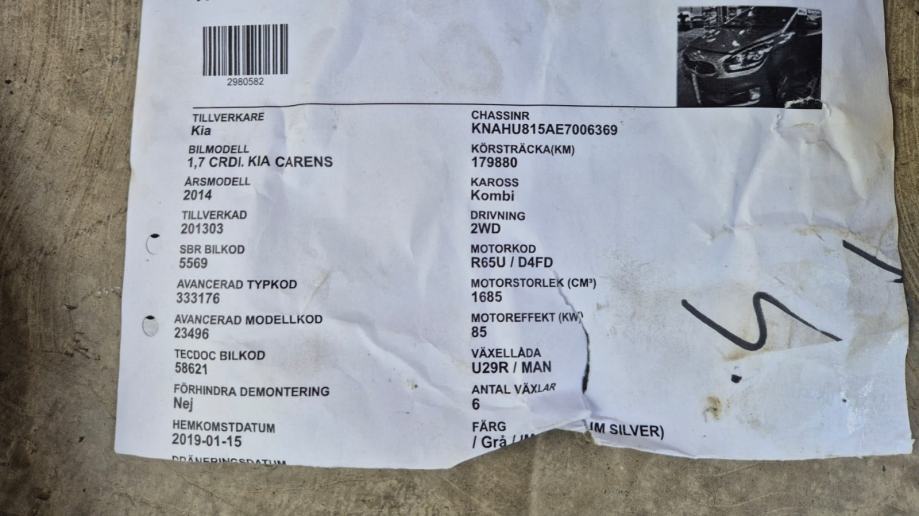 2980582
TILLVERKARE
Kia
BILMODELL
1,7 CRDI. KIA CARENS
ÅRSMODELL
2014
TILLVERKAD
201303
SBR BILKOD
5569
AVANCERAD TYPKOD
333176
AVANCERAD MODELLKOD
23496
TECDOC BILKOD
58621
FÖRHINDRA DEMONTERING
Nej
HEMKOMSTDATUM
2019-01-15
DRÄNERINGSDATUM
CHASSINR
KNAHU815AE7006369
KÖRSTRÄCKA(KM)
179880
KAROSS
Kombi
DRIVNING
2WD
MOTORKOD
R65U / D4FD
MOTORSTORLEK (CM³)
1685
MOTOREFFEKT (KW)
85
VÄXELLÅDA
U29R / MAN
ANTAL VÄXLAR
6
FÄRG
/ Grå / IM SILVER)